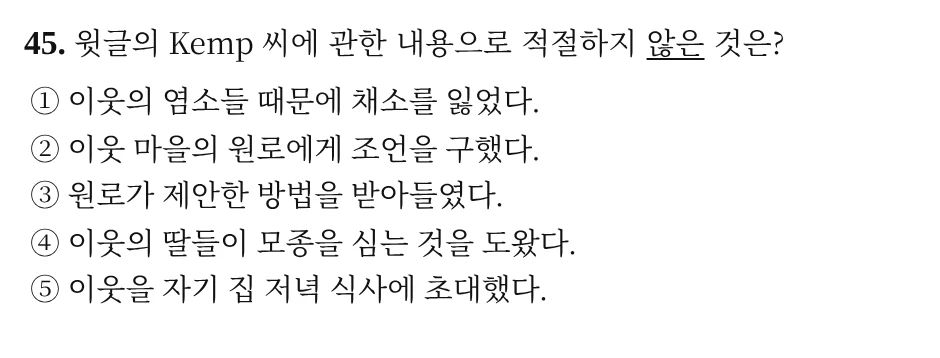 45. 윗글의 Kemp 씨에 관한 내용으로 적절하지 않은 것은?
① 이웃의 염소들 때문에 채소를 잃었다.
② 이웃 마을의 원로에게 조언을 구했다.
③ 원로가 제안한 방법을 받아들였다.
④ 이웃의 딸들이 모종을 심는 것을 도왔다.
⑤ 이웃을 자기 집 저녁 식사에 초대했다.